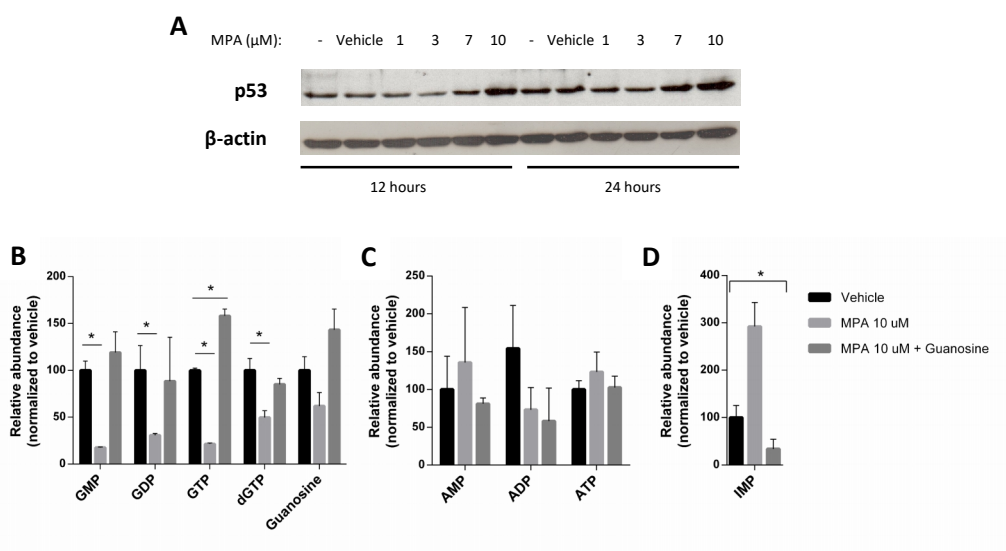 A
MPA (μM): - Vehicle 1 3 7 10 - Vehicle 1 3 7 10
p53
β-actin
12 hours 24 hours
B
Relative abundance
(normalized to vehicle)
200
150
100
50
0
* * * * *
GMP GDP GTP dGTP Guanosine
C
Relative abundance
(normalized to vehicle)
250
200
150
100
50
0
AMP ADP ATP
D
Relative abundance
(normalized to vehicle)
400
300
200
100
0
*
IMP
Vehicle
MPA 10 uM
MPA 10 uM + Guanosine